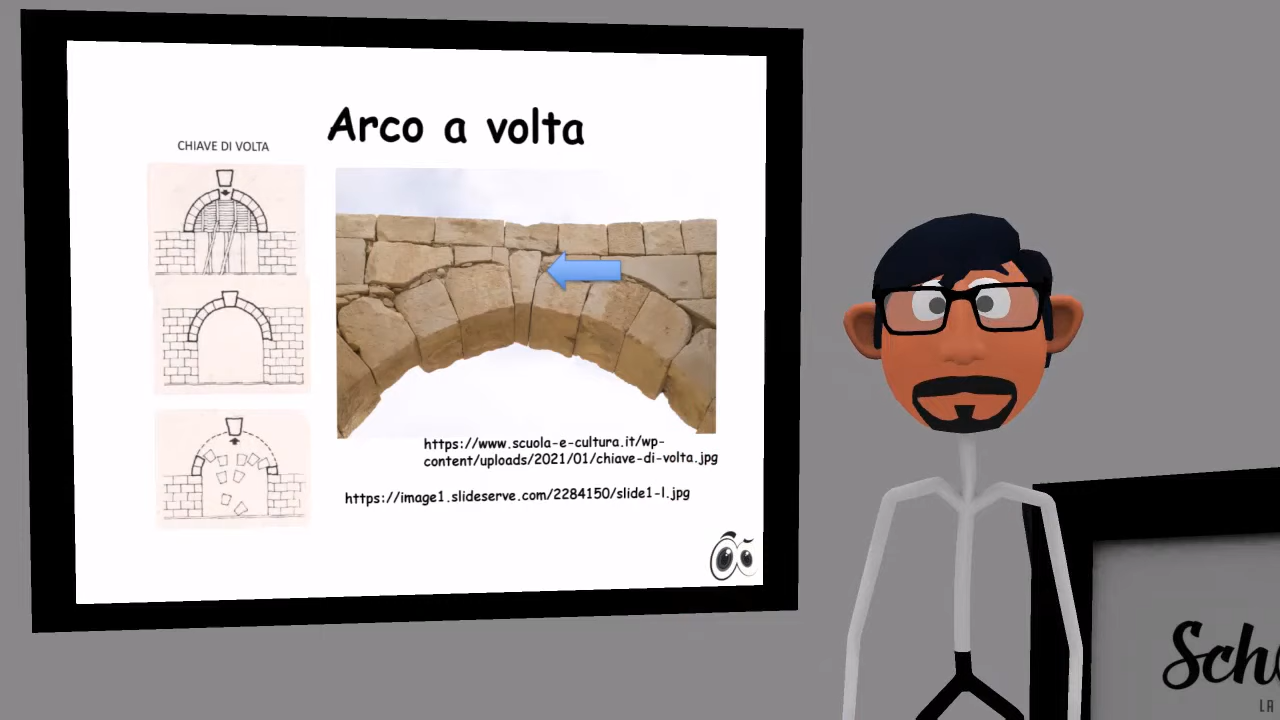 Arco a volta
CHIAVE DI VOLTA
https://www.scuola-e-cultura.it/wp-
content/uploads/2021/01/chiave-di-volta.jpg
https://image1.slideserve.com/2284150/slide1-l.jpg
LA